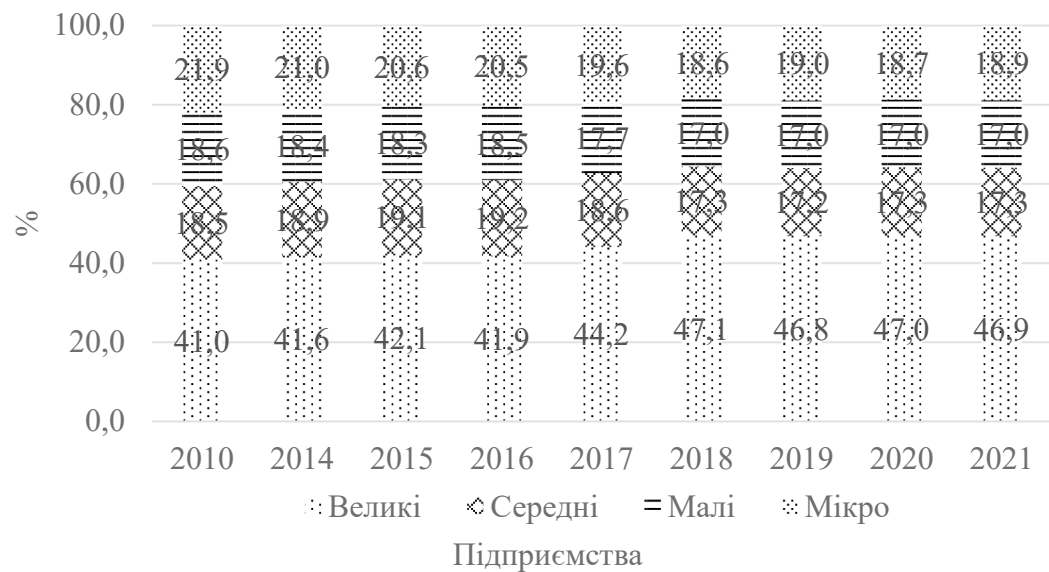 100,0
21,9 21,0 20,6 20,5 19,6 18,6 19,0 18,7 18,9
80,0
18,6 18,4 18,3 18,5 17,7 17,0 17,0 17,0 17,0
60,0
18,5 18,9 19,1 19,2 18,6 17,3 17,2 17,3 17,3
%
40,0
41,0 41,6 42,1 41,9 44,2 47,1 46,8 47,0 46,9
20,0
0,0
2010 2014 2015 2016 2017 2018 2019 2020 2021
Великі Середні Малі Мікро
Підприємства